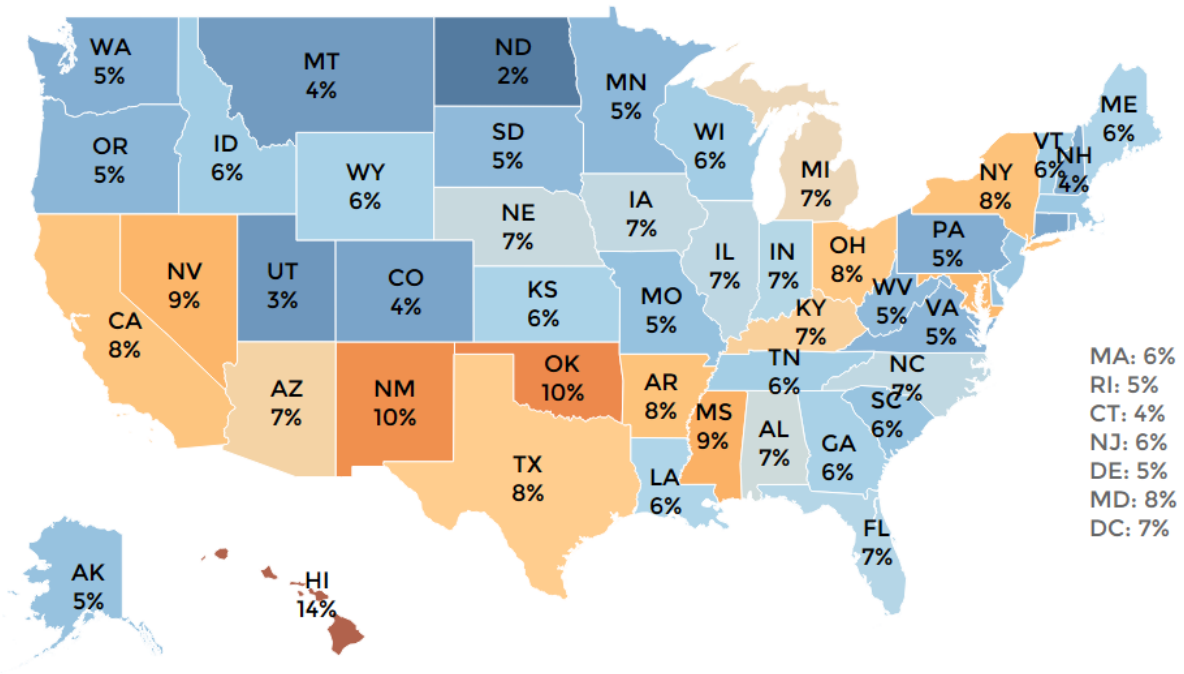 WA
5%
MT
4%
ND
2%
MN
5%
ME
6%
OR
5%
ID
6%
WY
6%
SD
5%
WI
6%
MI
7%
VT
6%
NH
4%
NY
8%
NE
7%
IA
7%
PA
5%
NV
9%
UT
3%
CO
4%
KS
6%
MO
5%
IL
7%
IN
7%
OH
8%
WV
5%
VA
5%
KY
7%
CA
8%
AZ
7%
NM
10%
OK
10%
AR
8%
TN
6%
NC
7%
SC
6%
MS
9%
AL
7%
GA
6%
TX
8%
LA
6%
FL
7%
AK
5%
HI
14%
MA: 6%
RI: 5%
CT: 4%
NJ: 6%
DE: 5%
MD: 8%
DC: 7%